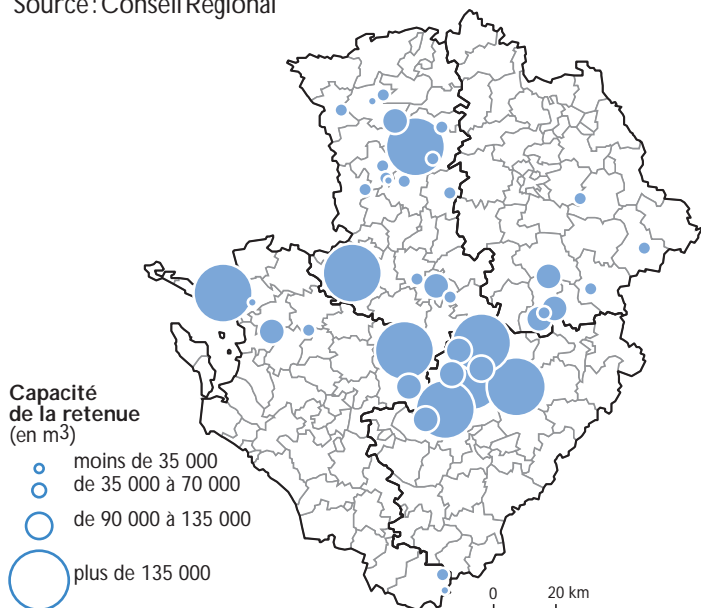 Source : Conseil Régional
Capacité
de la retenue
(en m3)
moins de 35 000
de 35 000 à 70 000
de 90 000 à 135 000
plus de 135 000
0 20 km